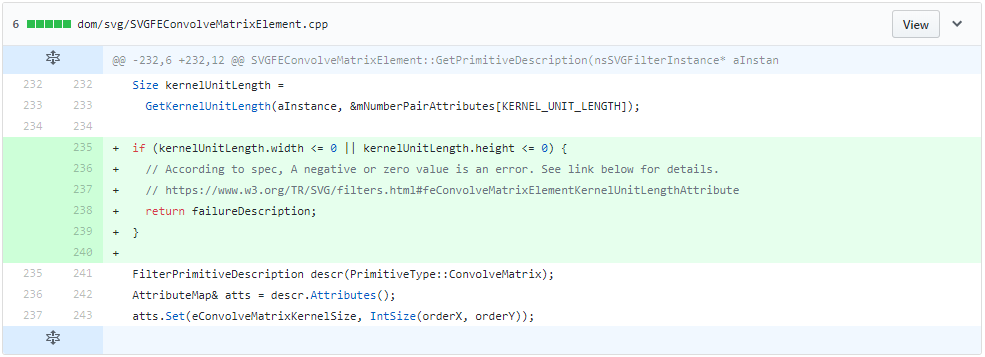 6 dom/svg/SVGFEConvolveMatrixElement.cpp View
@@ -232,6 +232,12 @@ SVGFEConvolveMatrixElement::GetPrimitiveDescription(nsSVGFilterInstance* aInstan
232 232 Size kernelUnitLength =
233 233 GetKernelUnitLength(aInstance, &mNumberPairAttributes[KERNEL_UNIT_LENGTH]);
234 234
235 + if (kernelUnitLength.width <= 0 || kernelUnitLength.height <= 0) {
236 + // According to spec, A negative or zero value is an error. See link below for details.
237 + // https://www.w3.org/TR/SVG/filters.html#feConvolveMatrixElementKernelUnitLengthAttribute
238 + return failureDescription;
239 + }
240 +
235 241 FilterPrimitiveDescription descr(PrimitiveType::ConvolveMatrix);
236 242 AttributeMap& atts = descr.Attributes();
237 243 atts.Set(eConvolveMatrixKernelSize, IntSize(orderX, orderY));